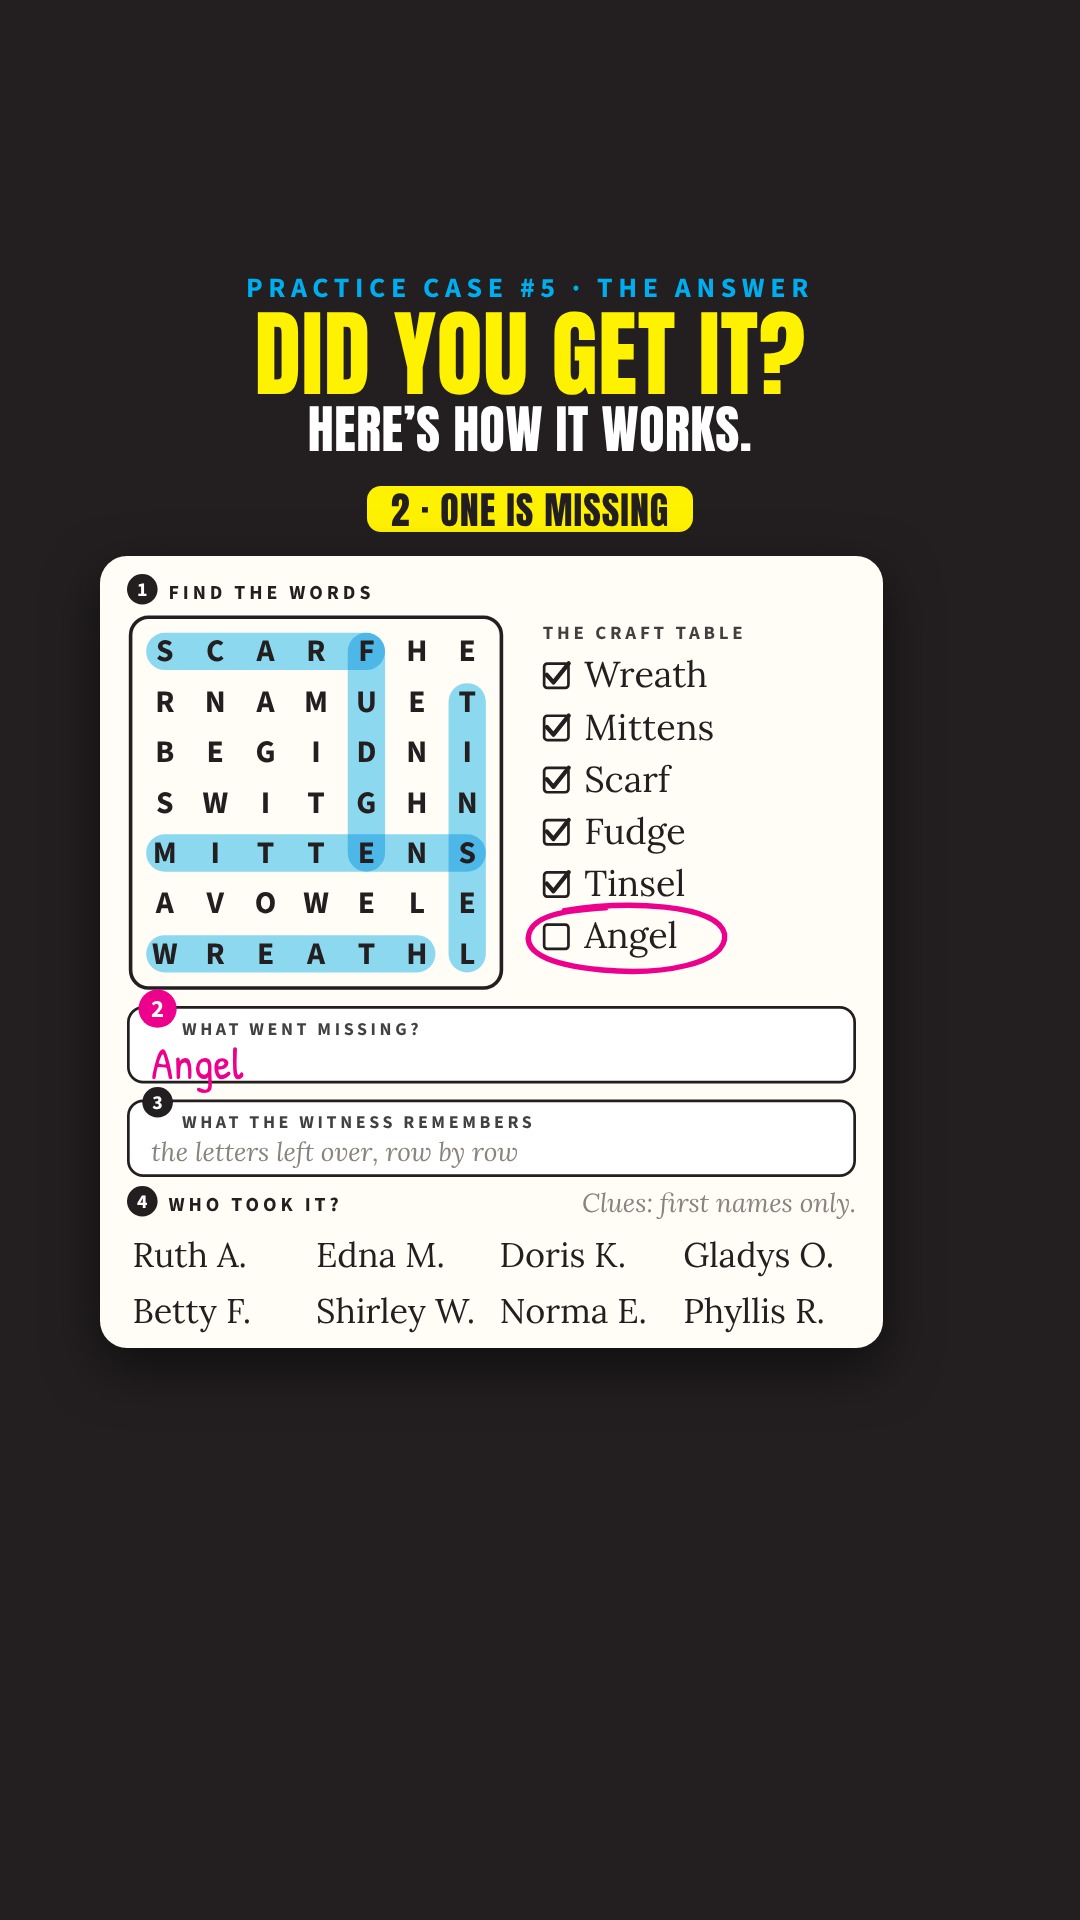 PRACTICE CASE #5 · THE ANSWER
DID YOU GET IT?
HERE’S HOW IT WORKS.
2 · ONE IS MISSING
1 FIND THE WORDS
S C A R F H E
R N A M U E T
B E G I D N I
S W I T G H N
M I T T E N S
A V O W E L E
W R E A T H L
THE CRAFT TABLE
Wreath
Mittens
Scarf
Fudge
Tinsel
Angel
2 WHAT WENT MISSING?
Angel
3 WHAT THE WITNESS REMEMBERS
the letters left over, row by row
4 WHO TOOK IT? Clues: first names only.
Ruth A. Edna M. Doris K. Gladys O.
Betty F. Shirley W. Norma E. Phyllis R.